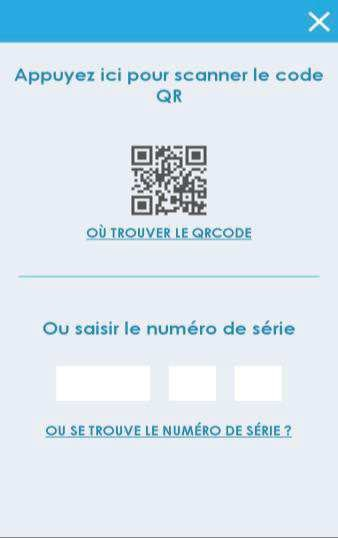 Appuyez ici pour scanner le code
QR
OÙ TROUVER LE QRCODE
Ou saisir le numéro de série
OU SE TROUVE LE NUMÉRO DE SÉRIE ?